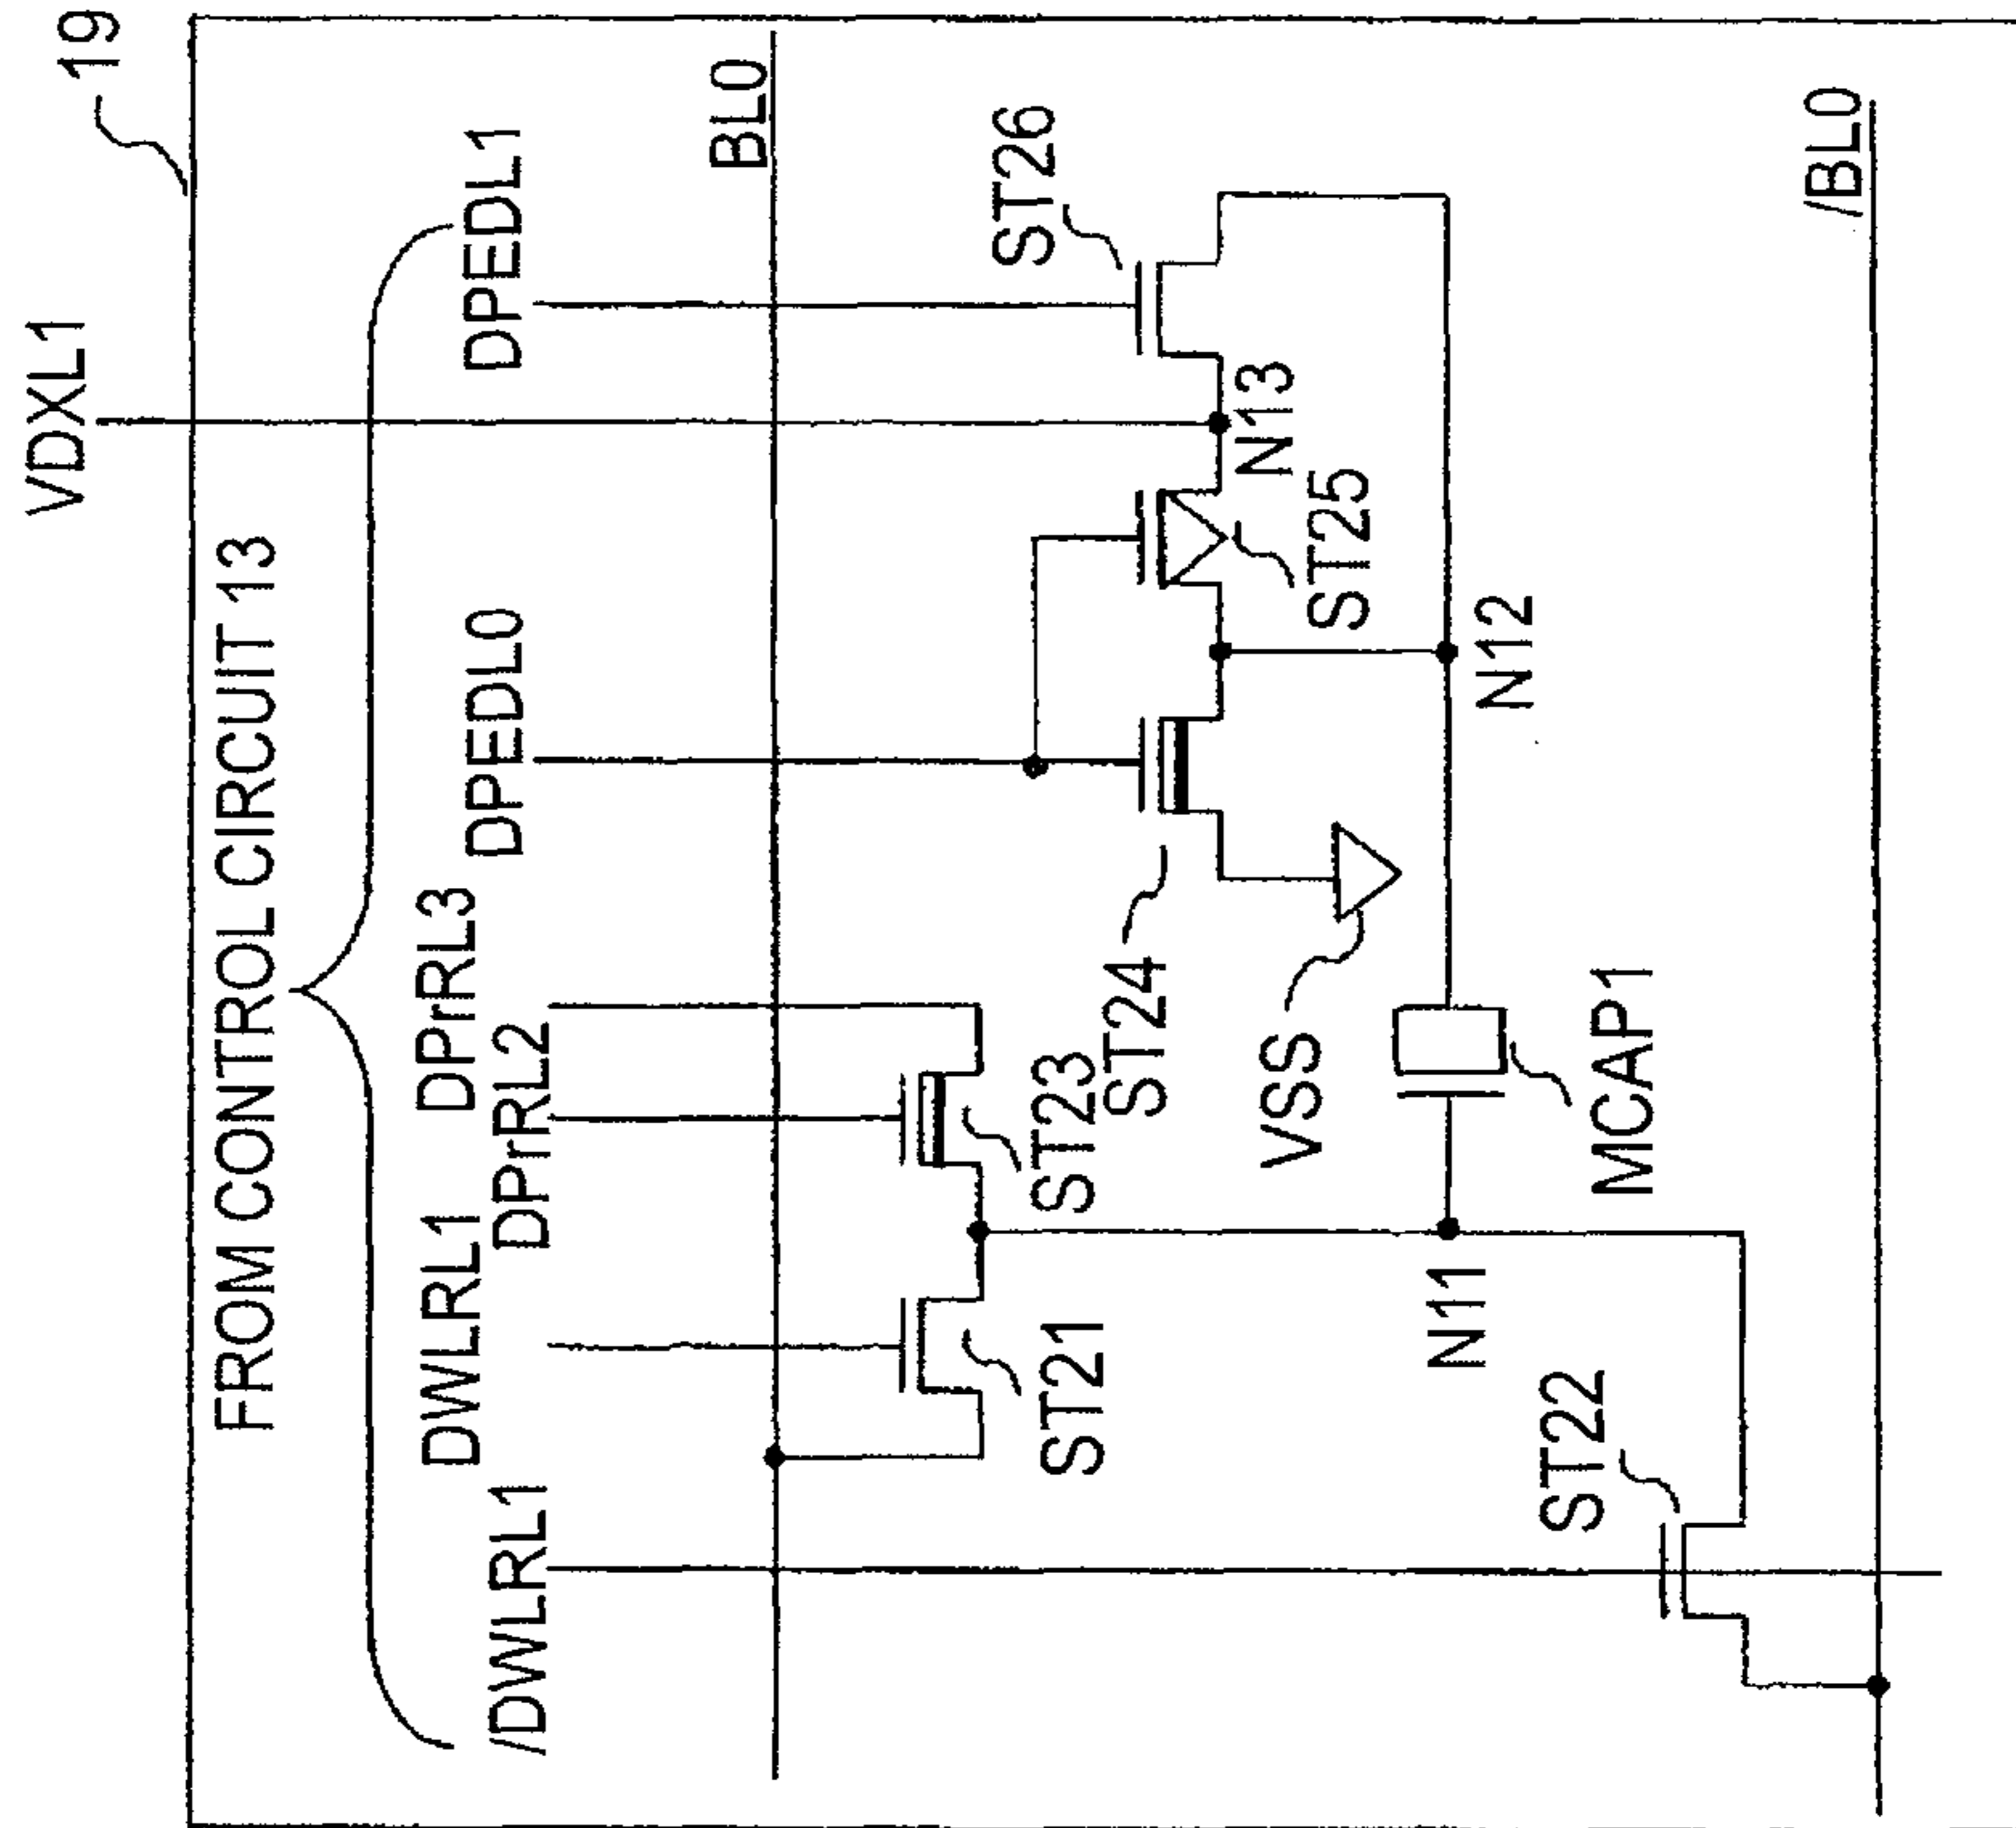 19
VDXL1
FROM CONTROL CIRCUIT 13
/DWLRL1
DWLRL1
DPrRL2
DPrRL3
DPEDL0
DPEDL1
BL0
ST21
ST23
ST24
ST25
N13
ST26
VSS
N11
MCAP1
N12
ST22
/BL0